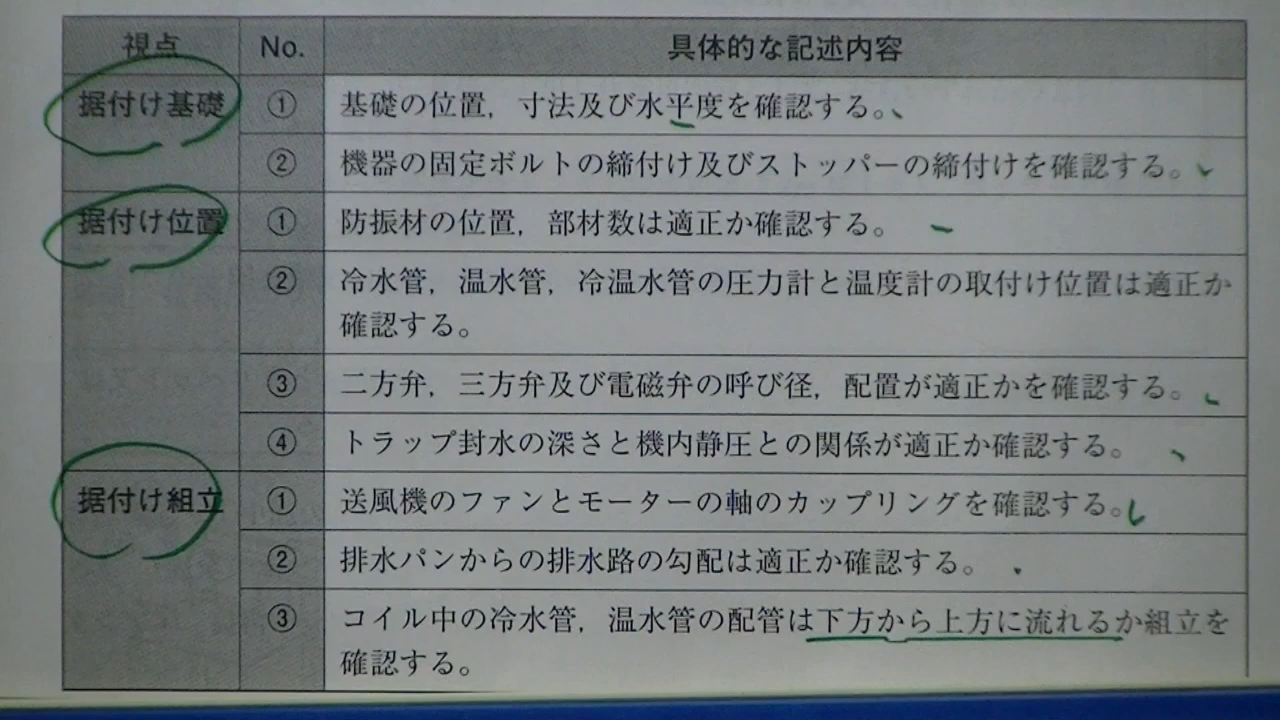 視点 No. 具体的な記述内容
据付け基礎 ① 基礎の位置，寸法及び水平度を確認する。
② 機器の固定ボルトの締付け及びストッパーの締付けを確認する。
据付け位置 ① 防振材の位置，部材数は適正か確認する。
② 冷水管，温水管，冷温水管の圧力計と温度計の取付け位置は適正か
確認する。
③ 二方弁，三方弁及び電磁弁の呼び径，配置が適正かを確認する。
④ トラップ封水の深さと機内静圧との関係が適正か確認する。
据付け組立 ① 送風機のファンとモーターの軸のカップリングを確認する。
② 排水パンからの排水路の勾配は適正か確認する。
③ コイル中の冷水管，温水管の配管は下方から上方に流れるか組立を
確認する。